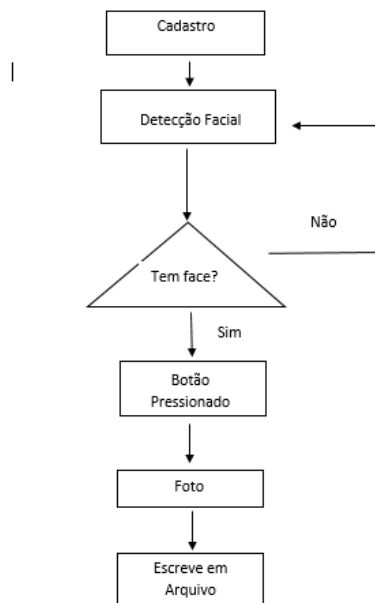 Cadastro
Detecção Facial
Não
Tem face?
Sim
Botão
Pressionado
Foto
Escreve em
Arquivo